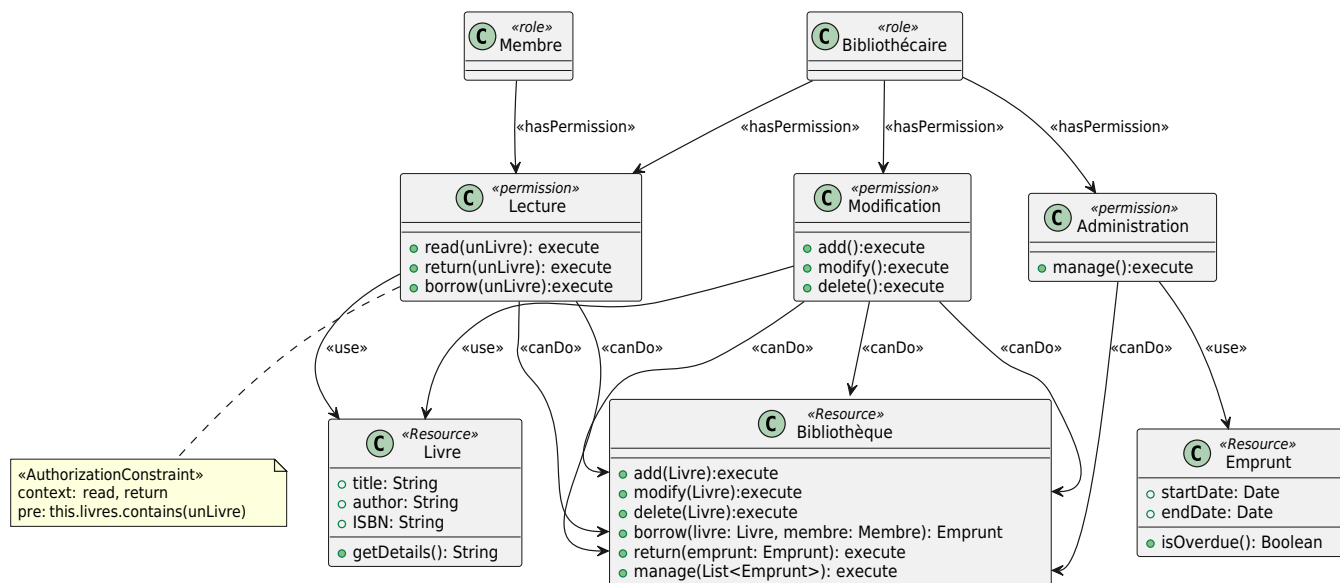 C
«role»
Membre
C
«role»
Bibliothécaire
«hasPermission»
«hasPermission»
«hasPermission»
«hasPermission»
C
«permission»
Lecture
read(unLivre): execute
return(unLivre): execute
borrow(unLivre):execute
C
«permission»
Modification
add():execute
modify():execute
delete():execute
C
«permission»
Administration
manage():execute
«use»
«use»
«canDo»
«canDo»
«canDo»
«canDo»
«canDo»
«canDo»
«use»
«AuthorizationConstraint»
context: read, return
pre: this.livres.contains(unLivre)
C
«Resource»
Livre
title: String
author: String
ISBN: String
getDetails(): String
C
«Resource»
Bibliothèque
add(Livre):execute
modify(Livre):execute
delete(Livre):execute
borrow(livre: Livre, membre: Membre): Emprunt
return(emprunt: Emprunt): execute
manage(List<Emprunt>): execute
C
«Resource»
Emprunt
startDate: Date
endDate: Date
isOverdue(): Boolean